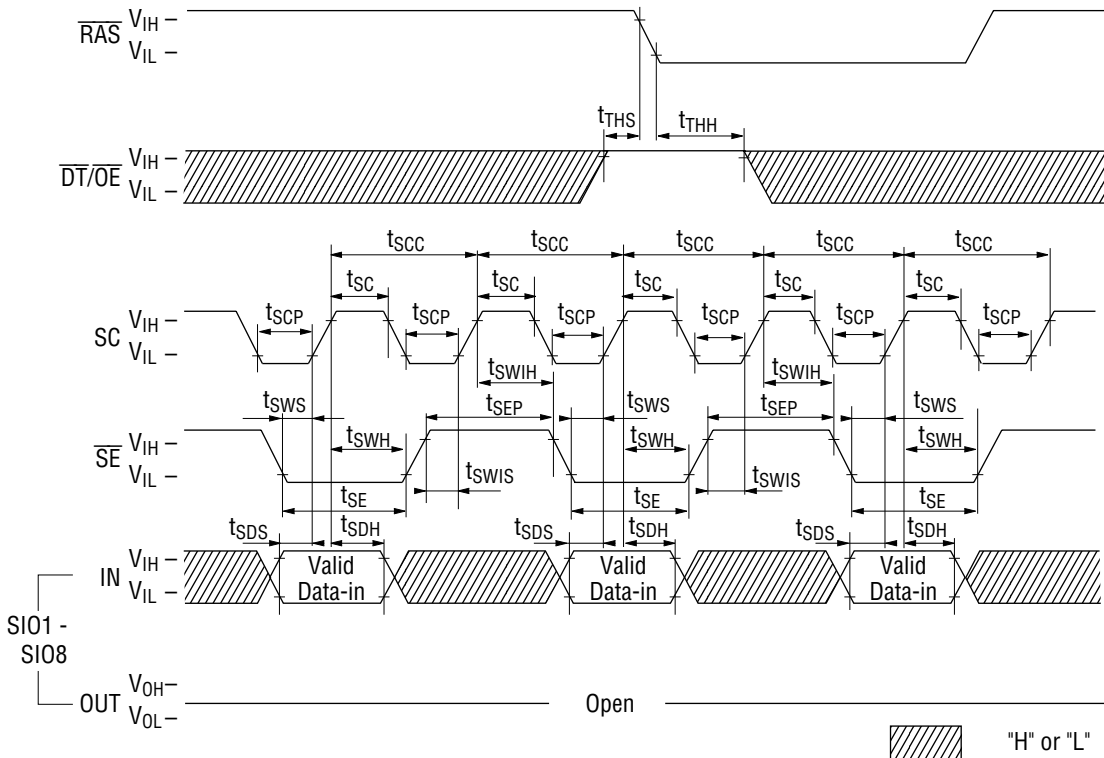 RAS VIH –
VIL –
tTHS tTHH
DT/OE VIH –
VIL –
tSCC tSCC tSCC tSCC tSCC
tSC tSC tSC tSC tSC
tSCP tSCP tSCP tSCP tSCP tSCP
SC VIH –
VIL –
tSWIH tSWIH
tSWS tSEP tSWS tSEP tSWS
SE VIH –
VIL –
tSWH tSWH tSWH
tSWIS tSWIS
tSE tSE tSE
tSDS tSDH tSDS tSDH tSDS tSDH
IN VIH –
VIL –
Valid Data-in
Valid Data-in
Valid Data-in
SIO1 -
SIO8
OUT VOH –
VOL –
Open
"H" or "L"